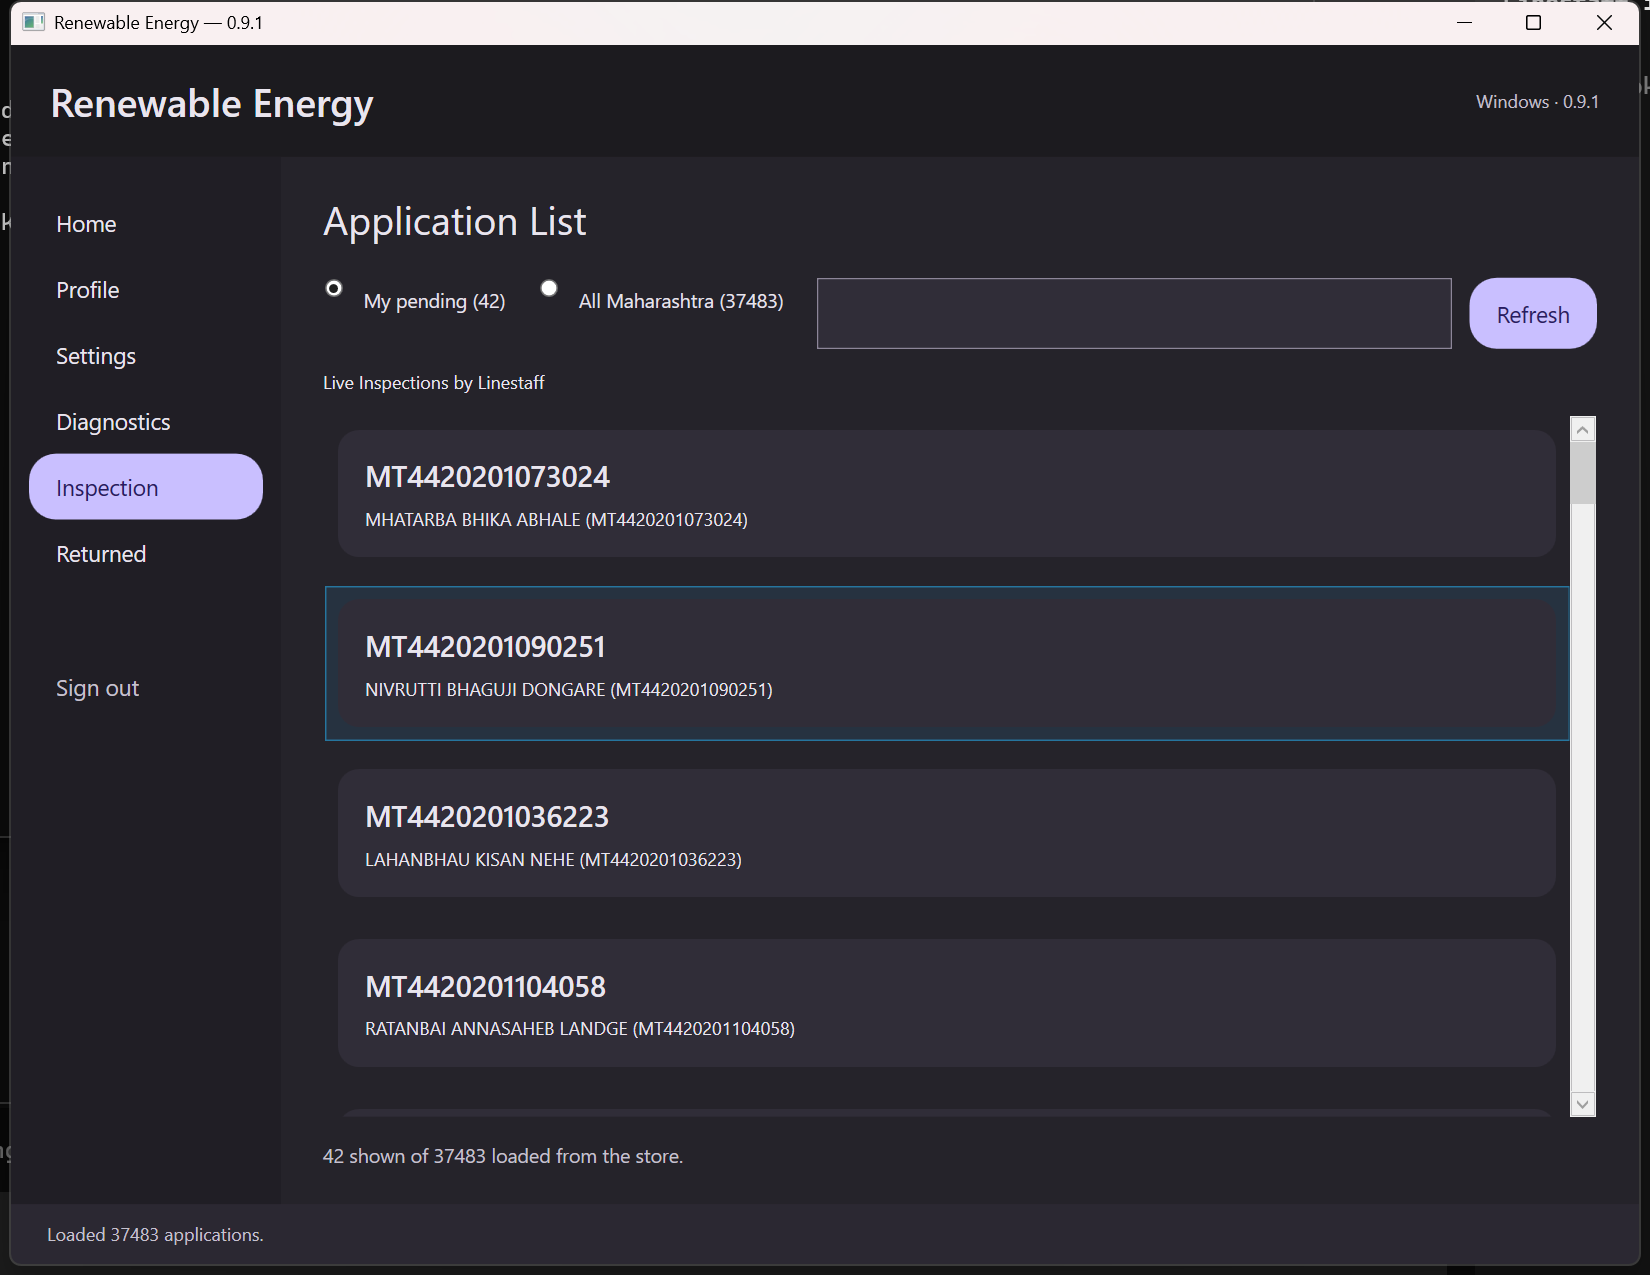 Renewable Energy — 0.9.1
Renewable Energy
Windows · 0.9.1
Home
Profile
Settings
Diagnostics
Inspection
Returned
Sign out
Application List
My pending (42)
All Maharashtra (37483)
Refresh
Live Inspections by Linestaff
MT4420201073024
MHATARBA BHIKA ABHALE (MT4420201073024)
MT4420201090251
NIVRUTTI BHAGUJI DONGARE (MT4420201090251)
MT4420201036223
LAHANBHAU KISAN NEHE (MT4420201036223)
MT4420201104058
RATANBAI ANNASAHEB LANDGE (MT4420201104058)
42 shown of 37483 loaded from the store.
Loaded 37483 applications.